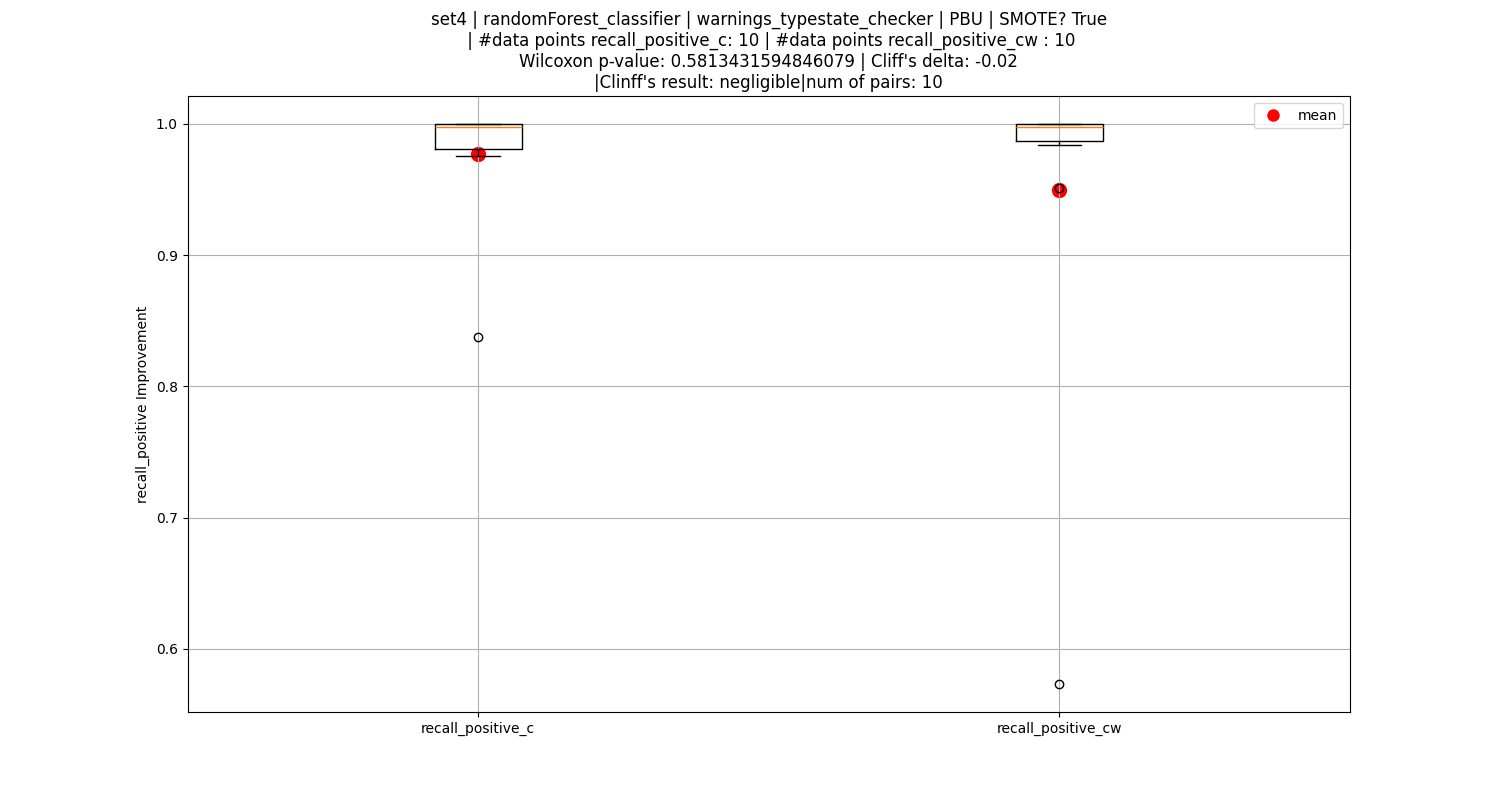 set4 | randomForest_classifier | warnings_typestate_checker | PBU | SMOTE? True
| #data points recall_positive_c: 10 | #data points recall_positive_cw : 10
Wilcoxon p-value: 0.5813431594846079 | Cliff's delta: -0.02
|Clinff's result: negligible|num of pairs: 10
mean
1.0
0.9
0.8
0.7
0.6
recall_positive Improvement
recall_positive_c
recall_positive_cw